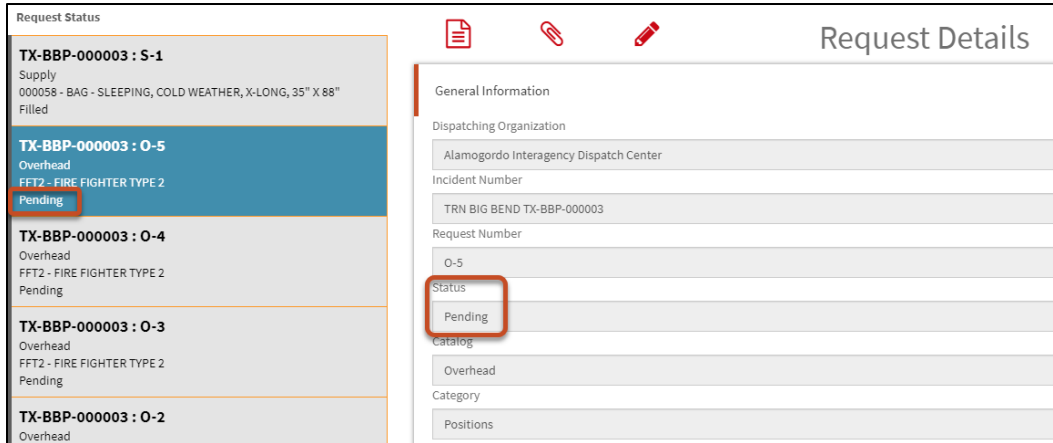 Request Status
TX-BBP-000003 : S-1
Supply
000058 - BAG - SLEEPING, COLD WEATHER, X-LONG, 35" X 88"
Filled
TX-BBP-000003 : O-5
Overhead
FFT2 - FIRE FIGHTER TYPE 2
Pending
TX-BBP-000003 : O-4
Overhead
FFT2 - FIRE FIGHTER TYPE 2
Pending
TX-BBP-000003 : O-3
Overhead
FFT2 - FIRE FIGHTER TYPE 2
Pending
TX-BBP-000003 : O-2
Overhead
Request Details
General Information
Dispatching Organization
Alamogordo Interagency Dispatch Center
Incident Number
TRN BIG BEND TX-BBP-000003
Request Number
O-5
Status
Pending
Catalog
Overhead
Category
Positions